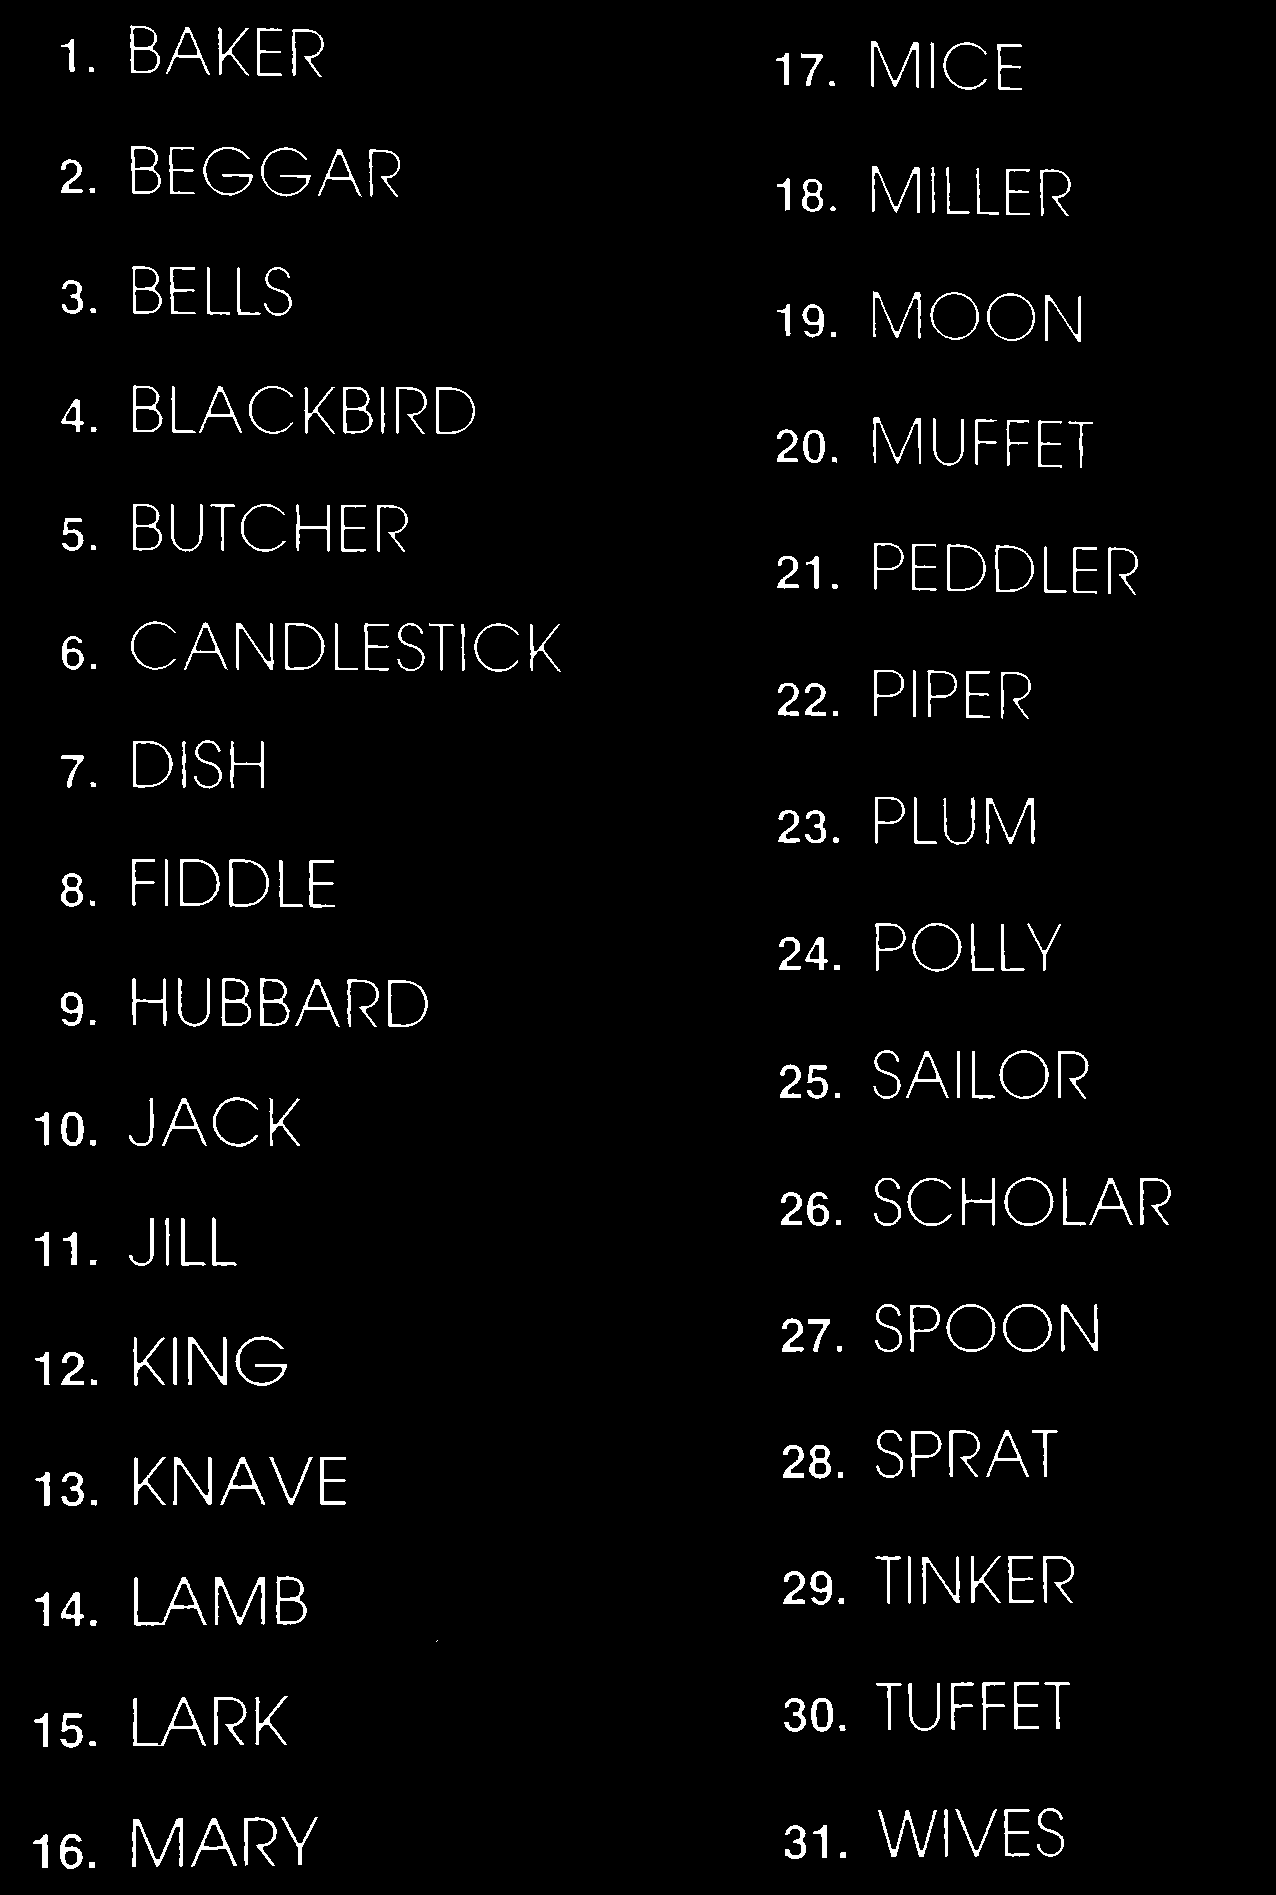 1. BAKER
2. BEGGAR
3. BELLS
4. BLACKBIRD
5. BUTCHER
6. CANDLESTICK
7. DISH
8. FIDDLE
9. HUBBARD
10. JACK
11. JILL
12. KING
13. KNAVE
14. LAMB
15. LARK
16. MARY
17. MICE
18. MILLER
19. MOON
20. MUFFET
21. PEDDLER
22. PIPER
23. PLUM
24. POLLY
25. SAILOR
26. SCHOLAR
27. SPOON
28. SPRAT
29. TINKER
30. TUFFET
31. WIVES